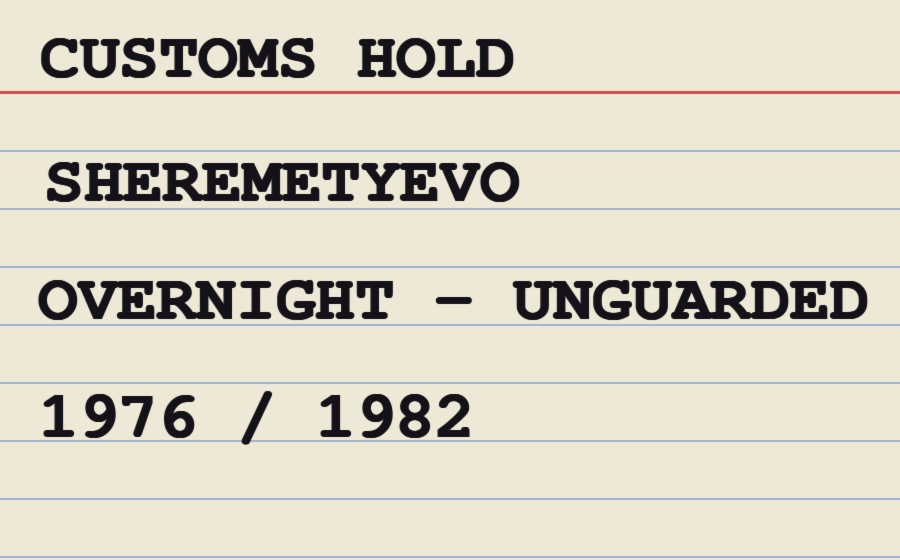 CUSTOMS HOLD
SHEREMETYEVO
OVERNIGHT — UNGUARDED
1976 / 1982